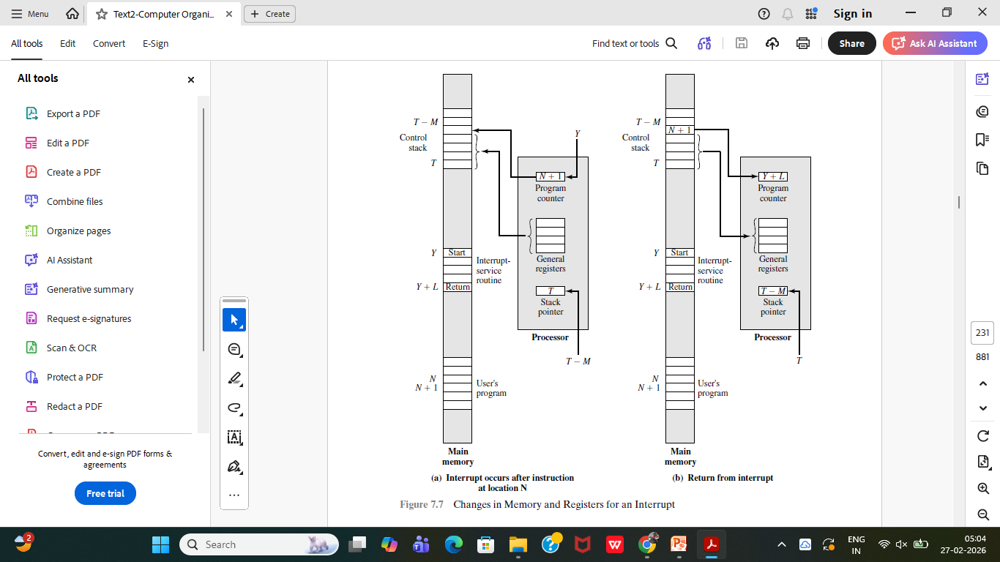 Menu
Text2-Computer Organi...
Create
Sign in
All tools
Edit
Convert
E-Sign
Find text or tools
Share
Ask AI Assistant
All tools
Export a PDF
Edit a PDF
Create a PDF
Combine files
Organize pages
AI Assistant
Generative summary
Request e-signatures
Scan & OCR
Protect a PDF
Redact a PDF
Convert, edit and e-sign PDF forms &
agreements
Free trial
T – M
Control
stack
T
Y
N + 1
Program
counter
General
registers
Y
Start
Interrupt-
service
routine
Y + L
Return
T
Stack
pointer
Processor
T – M
N
N + 1
User's
program
Main
memory
(a) Interrupt occurs after instruction
at location N
T – M
N + 1
Control
stack
T
Y + L
Program
counter
General
registers
Y
Start
Interrupt-
service
routine
Y + L
Return
T – M
Stack
pointer
Processor
T
N
N + 1
User's
program
Main
memory
(b) Return from interrupt
Figure 7.7 Changes in Memory and Registers for an Interrupt
231
881
2
Search
ENG
IN
05:04
27-02-2026